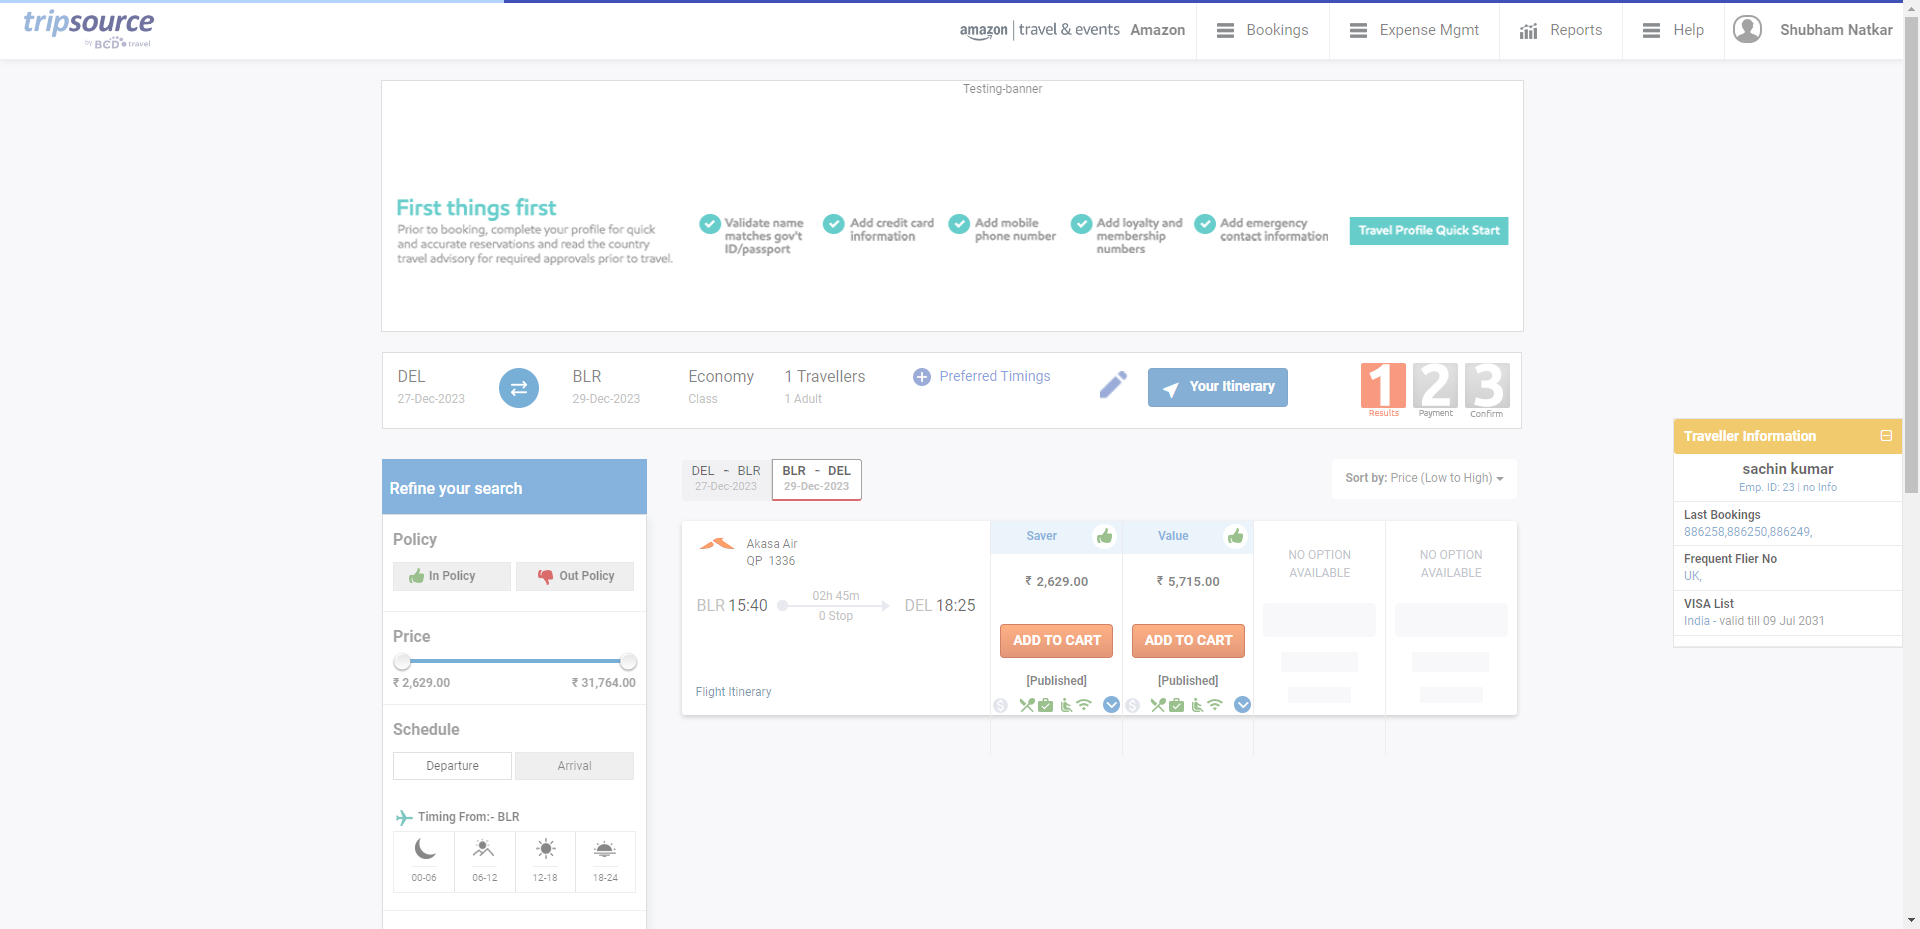 tripsource
by BCD travel
amazon | travel & events Amazon
Bookings
Expense Mgmt
Reports
Help
Shubham Natkar
Testing-banner
First things first
Prior to booking, complete your profile for quick
and accurate reservations and read the country
travel advisory for required approvals prior to travel.
Validate name
matches gov't
ID/passport
Add credit card
information
Add mobile
phone number
Add loyalty and
membership
numbers
Add emergency
contact information
Travel Profile Quick Start
DEL
27-Dec-2023
BLR
29-Dec-2023
Economy
Class
1 Travellers
1 Adult
Preferred Timings
Your Itinerary
1
Results
2
Payment
3
Confirm
Traveller Information
sachin kumar
Emp. ID: 23 | no Info
Last Bookings
886258,886250,886249,
Frequent Flier No
UK,
VISA List
India - valid till 09 Jul 2031
Refine your search
Policy
In Policy
Out Policy
Price
₹ 2,629.00
₹ 31,764.00
Schedule
Departure
Arrival
Timing From:- BLR
00-06
06-12
12-18
18-24
DEL - BLR
27-Dec-2023
BLR - DEL
29-Dec-2023
Sort by: Price (Low to High)
Akasa Air
QP 1336
BLR 15:40
02h 45m
0 Stop
DEL 18:25
Flight Itinerary
Saver
₹ 2,629.00
ADD TO CART
[Published]
Value
₹ 5,715.00
ADD TO CART
[Published]
NO OPTION
AVAILABLE
NO OPTION
AVAILABLE